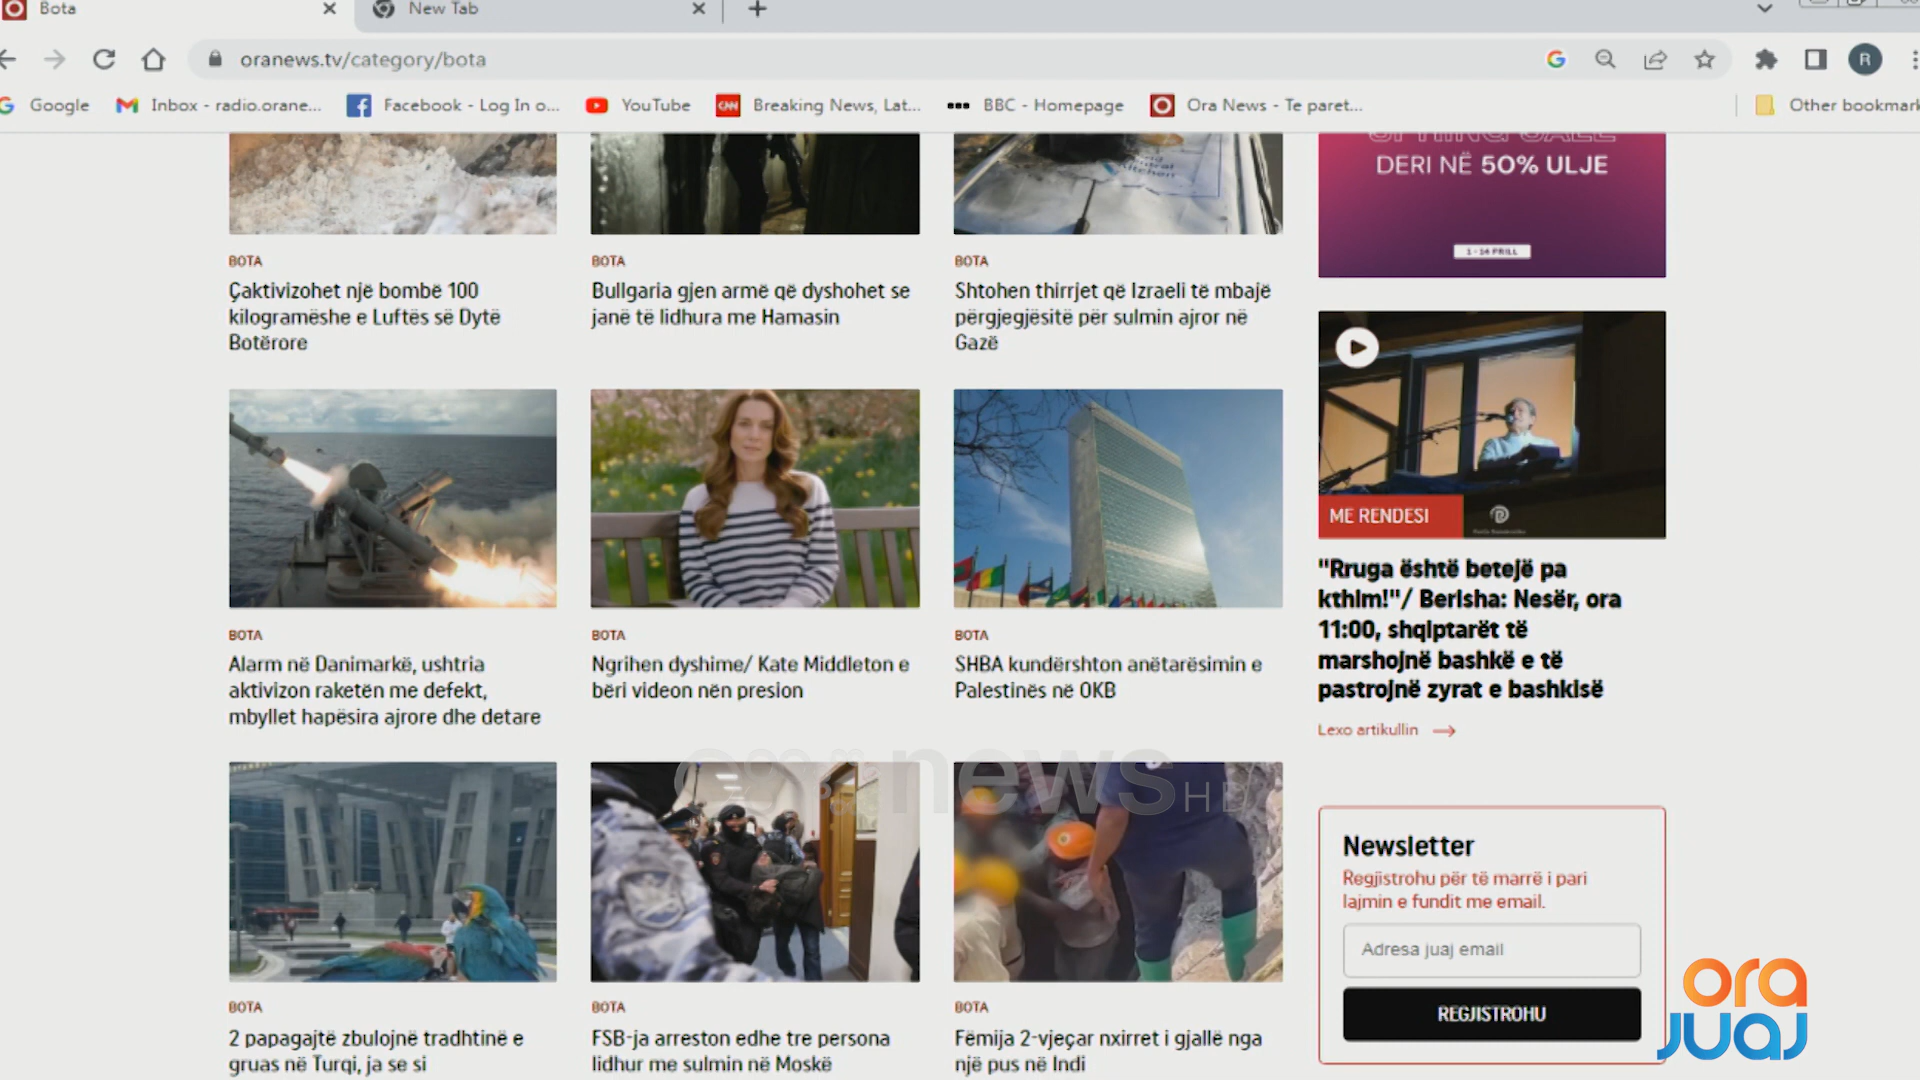 Bota
New Tab
oranews.tv/category/bota
R
Google
Inbox - radio.orane...
Facebook - Log In o...
YouTube
CNN
Breaking News, Lat...
BBC - Homepage
Ora News - Te paret...
Other bookmark
DERI NË 50% ULJE
1 - 14 PRILL
BOTA
Çaktivizohet një bombë 100
kilogramëshe e Luftës së Dytë
Botërore
BOTA
Bullgaria gjen armë që dyshohet se
janë të lidhura me Hamasin
BOTA
Shtohen thirrjet që Izraeli të mbajë
përgjegjësitë për sulmin ajror në
Gazë
BOTA
Alarm në Danimarkë, ushtria
aktivizon raketën me defekt,
mbyllet hapësira ajrore dhe detare
BOTA
Ngrihen dyshime/ Kate Middleton e
bëri videon nën presion
BOTA
SHBA kundërshton anëtarësimin e
Palestinës në OKB
ME RENDESI
"Rruga është betejë pa
kthim!"/ Berisha: Nesër, ora
11:00, shqiptarët të
marshojnë bashkë e të
pastrojnë zyrat e bashkisë
Lexo artikullin
ora news HD
BOTA
2 papagajtë zbulojnë tradhtinë e
gruas në Turqi, ja se si
BOTA
FSB-ja arreston edhe tre persona
lidhur me sulmin në Moskë
BOTA
Fëmija 2-vjeçar nxirret i gjallë nga
një pus në Indi
Newsletter
Regjistrohu për të marrë i pari
lajmin e fundit me email.
Adresa juaj email
REGJISTROHU
ora
juaj